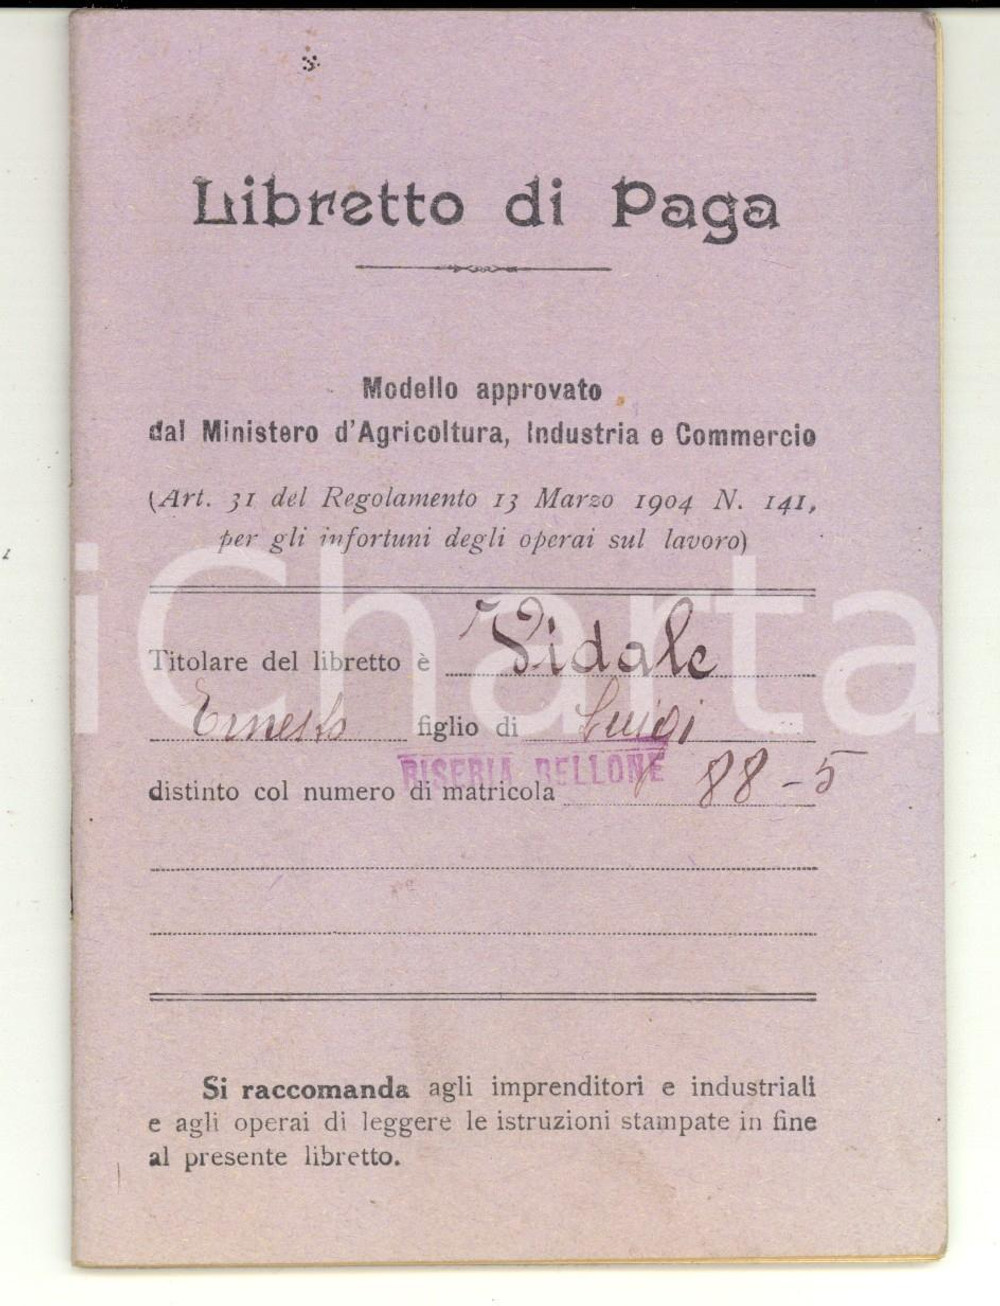 Libretto di Paga
Modello approvato
dal Ministero d'Agricoltura, Industria e Commercio
(Art. 31 del Regolamento 13 Marzo 1904 N. 141,
per gli infortuni degli operai sul lavoro)
iCharta
Titolare del libretto è Vidale
Ernesto figlio di Luigi
RISERIA BELLONE
distinto col numero di matricola 88-5
Si raccomanda agli imprenditori e industriali
e agli operai di leggere le istruzioni stampate in fine
al presente libretto.